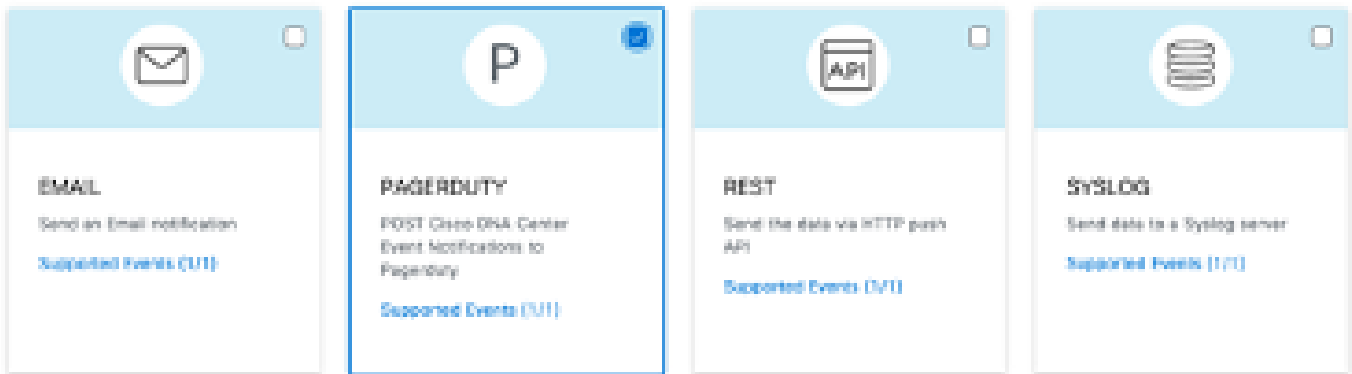 P
API
EMAIL
Send an Email notification
Supported Events (1/1)
PAGERDUTY
POST Cisco DNA Center
Event Notifications to
Pagerduty
Supported Events (1/1)
REST
Send the data via HTTP push
API
Supported Events (1/1)
SYSLOG
Send data to a Syslog server
Supported Events (1/1)